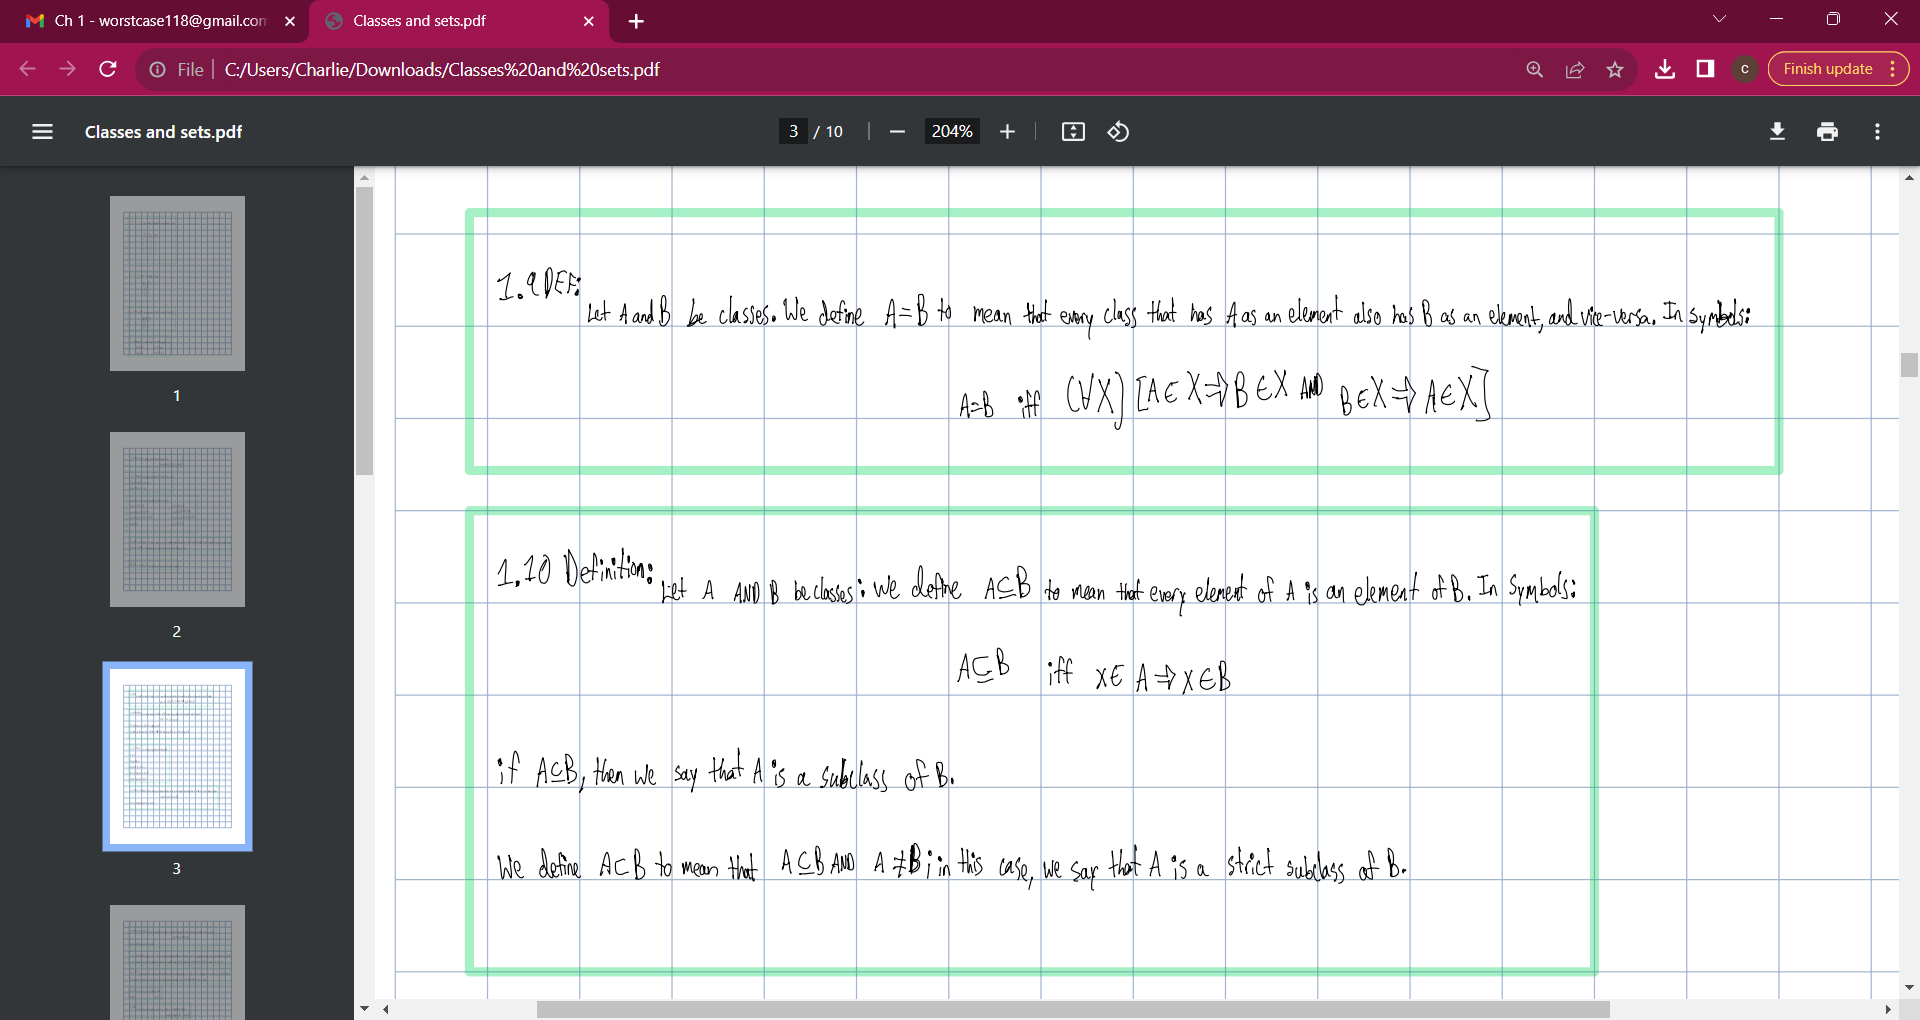 Ch 1 - worstcase118@gmail.com
Classes and sets.pdf
File
C:/Users/Charlie/Downloads/Classes%20and%20sets.pdf
C
Finish update
Classes and sets.pdf
3 / 10
204%
1
2
3
1.9 DEF:
Let A and B be classes. We define A=B to mean that every class that has A as an element also has B as an element, and vice-versa. In symbols:
A=B iff (∀X) [A∈X⇒B∈X AND B∈X⇒A∈X]
1.10 Definition:
Let A AND B be classes: we define A⊆B to mean that every element of A is an element of B. In Symbols:
A⊆B iff x∈A⇒x∈B
if A⊆B, then we say that A is a subclass of B.
We define A⊂B to mean that A⊆B AND A≠B; in this case, we say that A is a strict subclass of B.